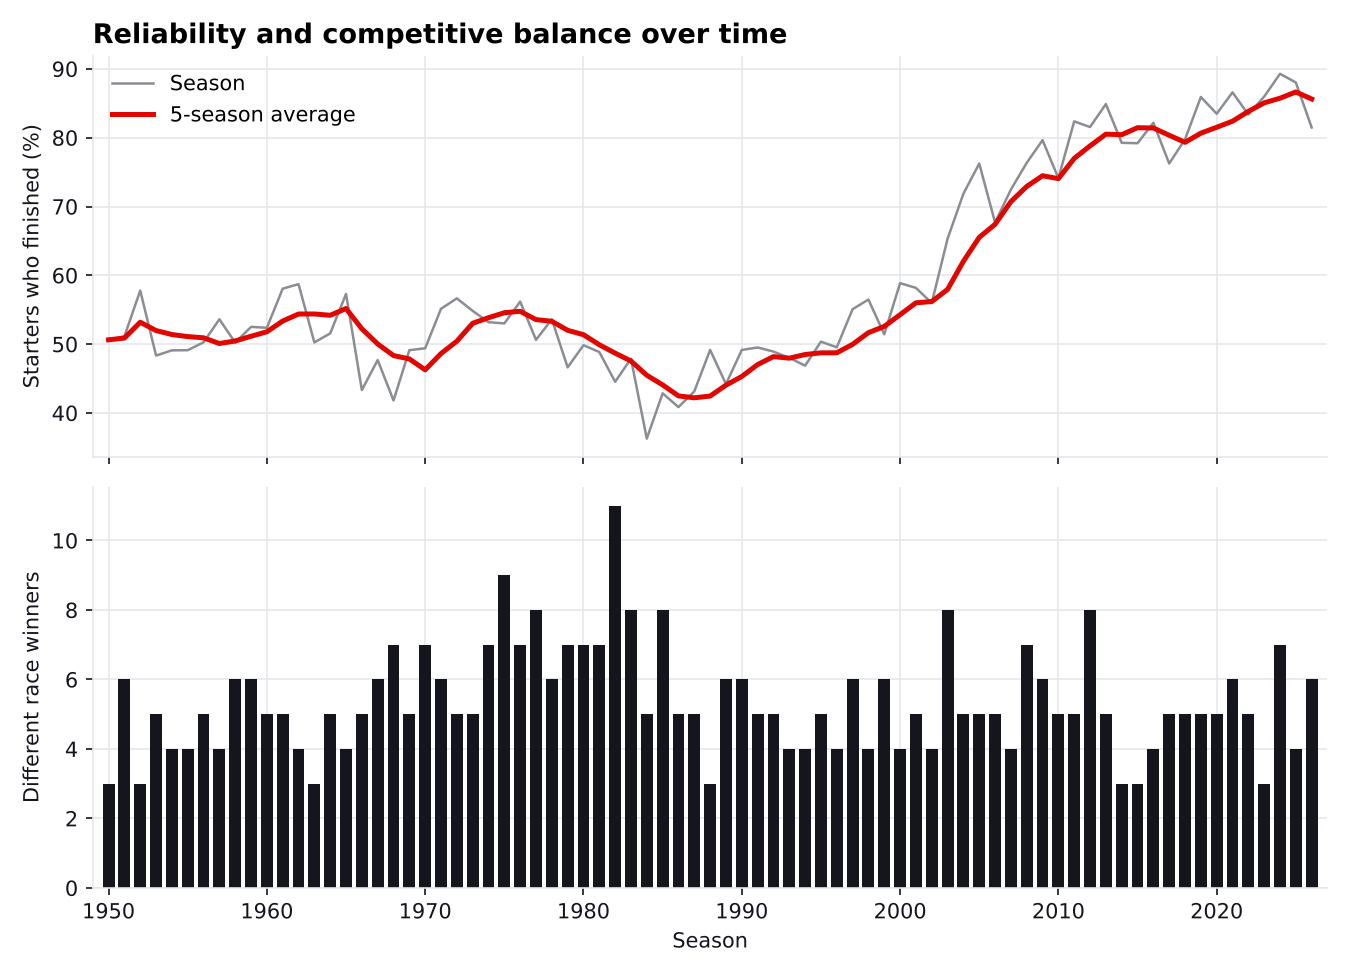 Reliability and competitive balance over time
Season
5-season average
Starters who finished (%)
90
80
70
60
50
40
Different race winners
10
8
6
4
2
0
1950 1960 1970 1980 1990 2000 2010 2020
Season